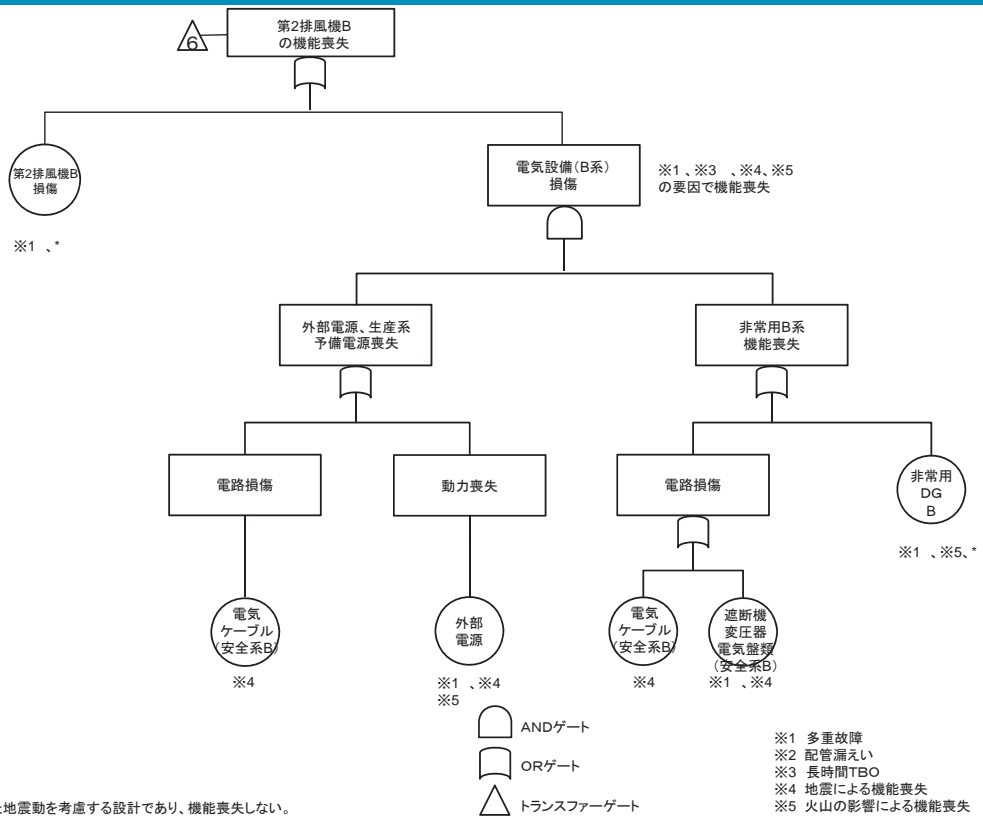 第2排風機B
の機能喪失
6
第2排風機B
損傷
※1 、*
電気設備（B系）
損傷
※1 、※3 、※4、※5
の要因で機能喪失
外部電源、生産系
予備電源喪失
非常用B系
機能喪失
電路損傷
動力喪失
電路損傷
非常用
DG
B
※1 、※5、*
電気
ケーブル
（安全系B）
※4
外部
電源
※1 、※4
※5
電気
ケーブル
（安全系B）
※4
遮断機
変圧器
電気盤類
（安全系B）
※1 、※4
ANDゲート
ORゲート
トランスファーゲート
※1 多重故障
※2 配管漏えい
※3 長時間TBO
※4 地震による機能喪失
※5 火山の影響による機能喪失
地震動を考慮する設計であり、機能喪失しない。